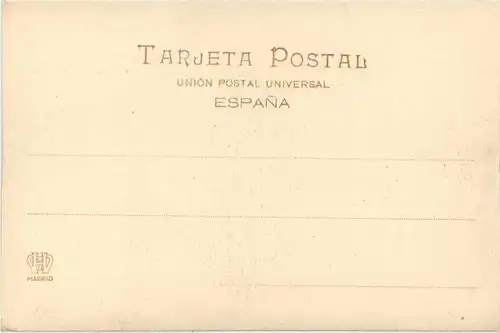 TARJETA POSTAL
UNIÓN POSTAL UNIVERSAL
ESPAÑA
MADRID